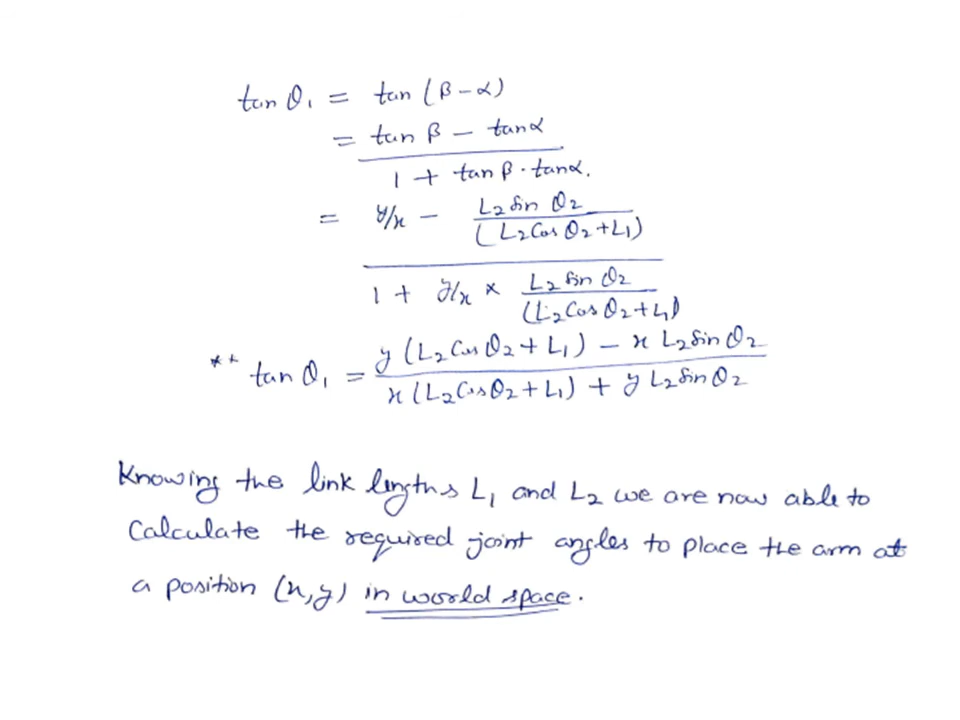 tan θ₁ = tan (β - α)
= tan β - tan α
1 + tan β · tan α.
= y/x - L₂ Sin θ₂
(L₂ Cos θ₂ + L₁)
1 + y/x × L₂ Sin θ₂
(L₂ Cos θ₂ + L₁)
** tan θ₁ = y (L₂ Cos θ₂ + L₁) - x L₂ Sin θ₂
x (L₂ Cos θ₂ + L₁) + y L₂ Sin θ₂
Knowing the link lengths L₁ and L₂ we are now able to
Calculate the required joint angles to place the arm at
a position (x, y) in world space.